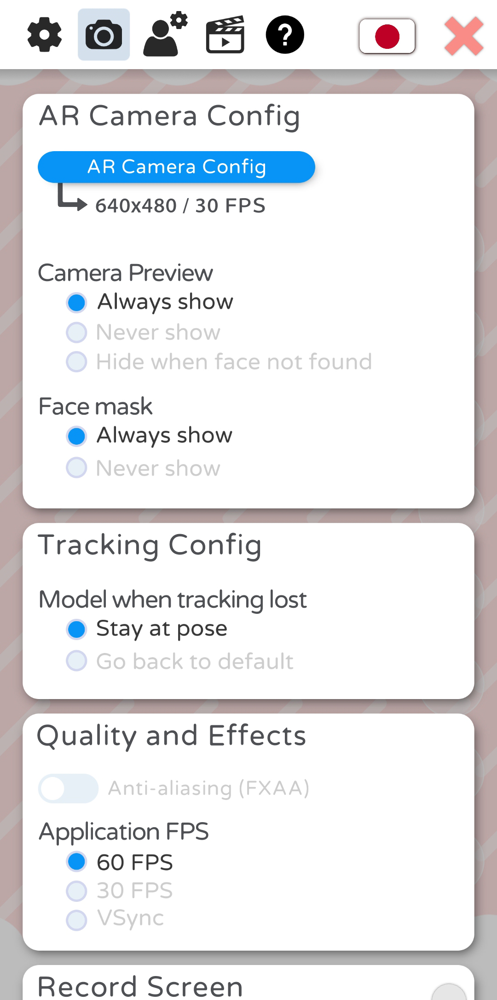 AR Camera Config
AR Camera Config
640x480 / 30 FPS
Camera Preview
Always show
Never show
Hide when face not found
Face mask
Always show
Never show
Tracking Config
Model when tracking lost
Stay at pose
Go back to default
Quality and Effects
Anti-aliasing (FXAA)
Application FPS
60 FPS
30 FPS
VSync
Record Screen